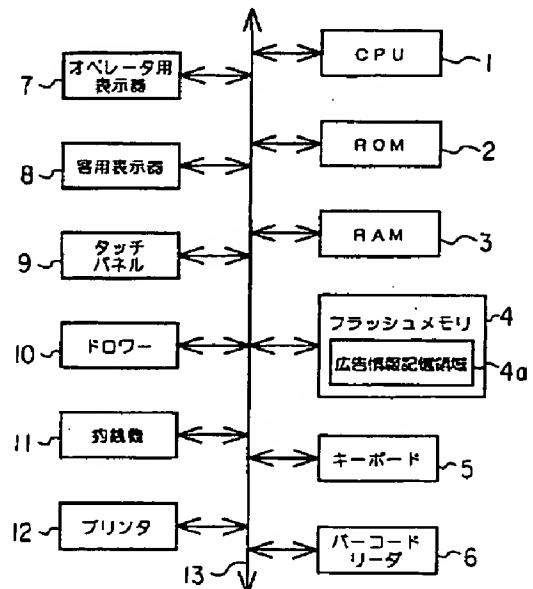 オペレータ用
表示器
7
客用表示器
8
タッチ
パネル
9
ドロワー
10
釣銭機
11
プリンタ
12
13
CPU
1
ROM
2
RAM
3
フラッシュメモリ
4
広告情報記憶領域
4a
キーボード
5
バーコード
リーダ
6